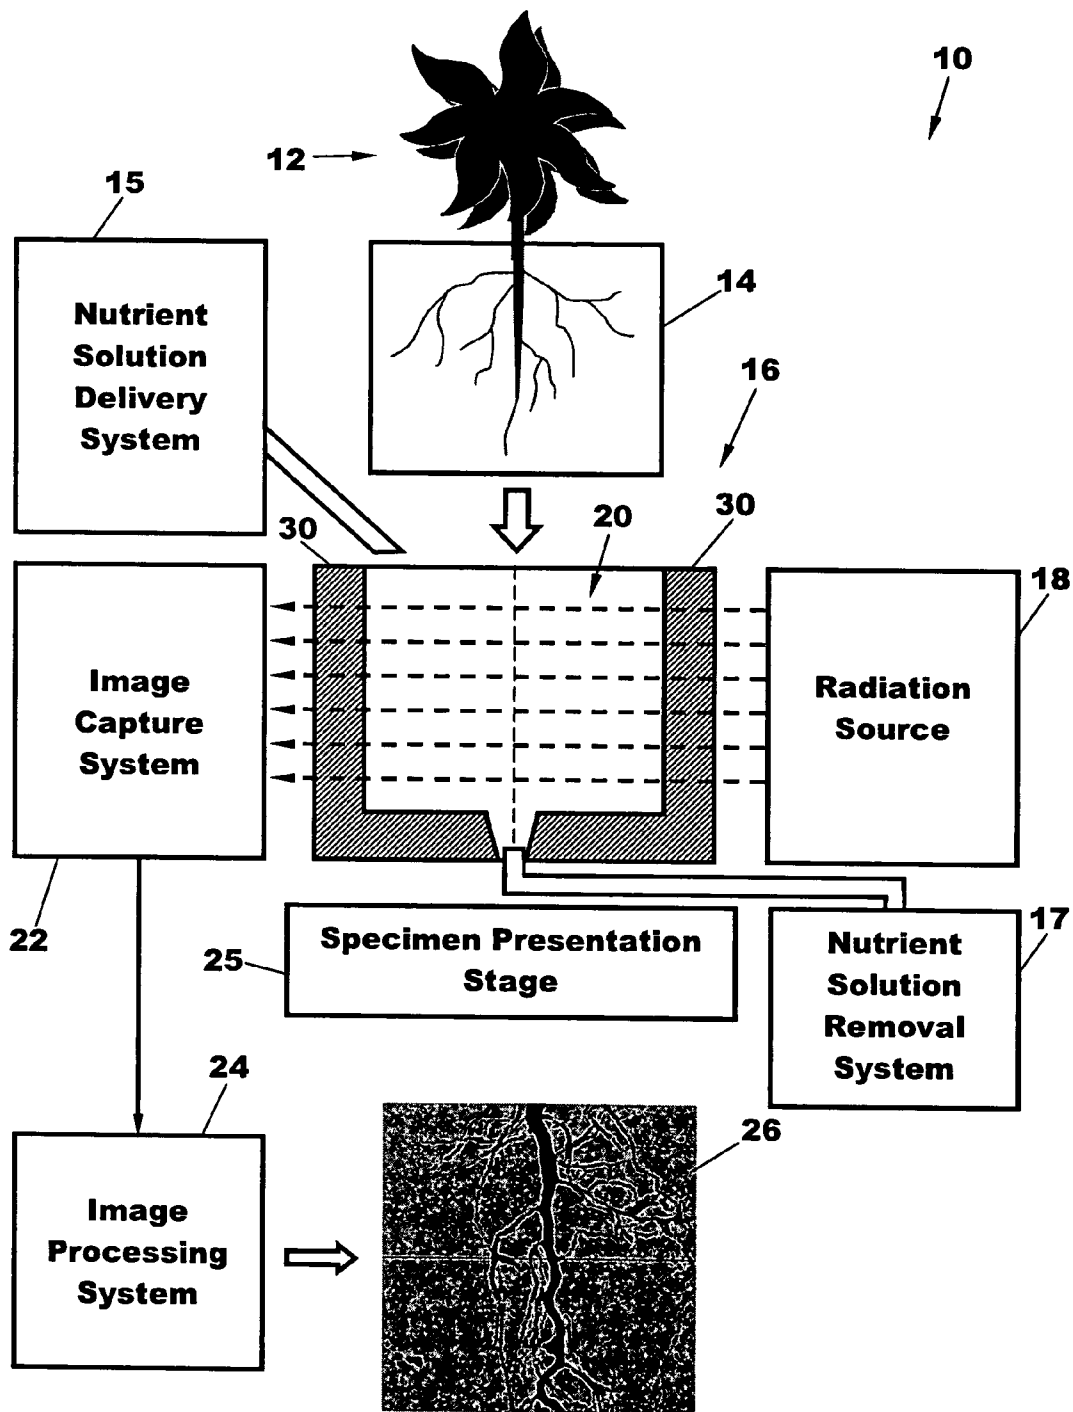 10
12
15
Nutrient
Solution
Delivery
System
14
16
30
20
30
18
Image
Capture
System
Radiation
Source
22
25
Specimen Presentation
Stage
17
Nutrient
Solution
Removal
System
24
26
Image
Processing
System